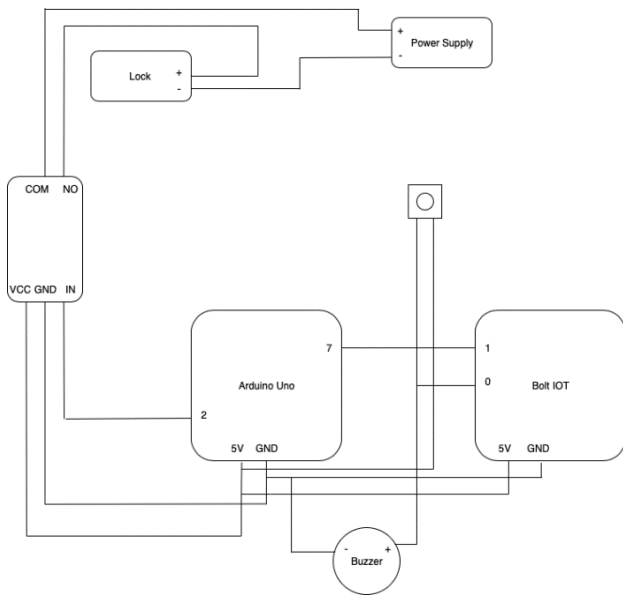 +
Power Supply
-
Lock
+
-
COM NO
VCC GND IN
7
Arduino Uno
2
5V GND
1
0
Bolt IOT
5V GND
- +
Buzzer